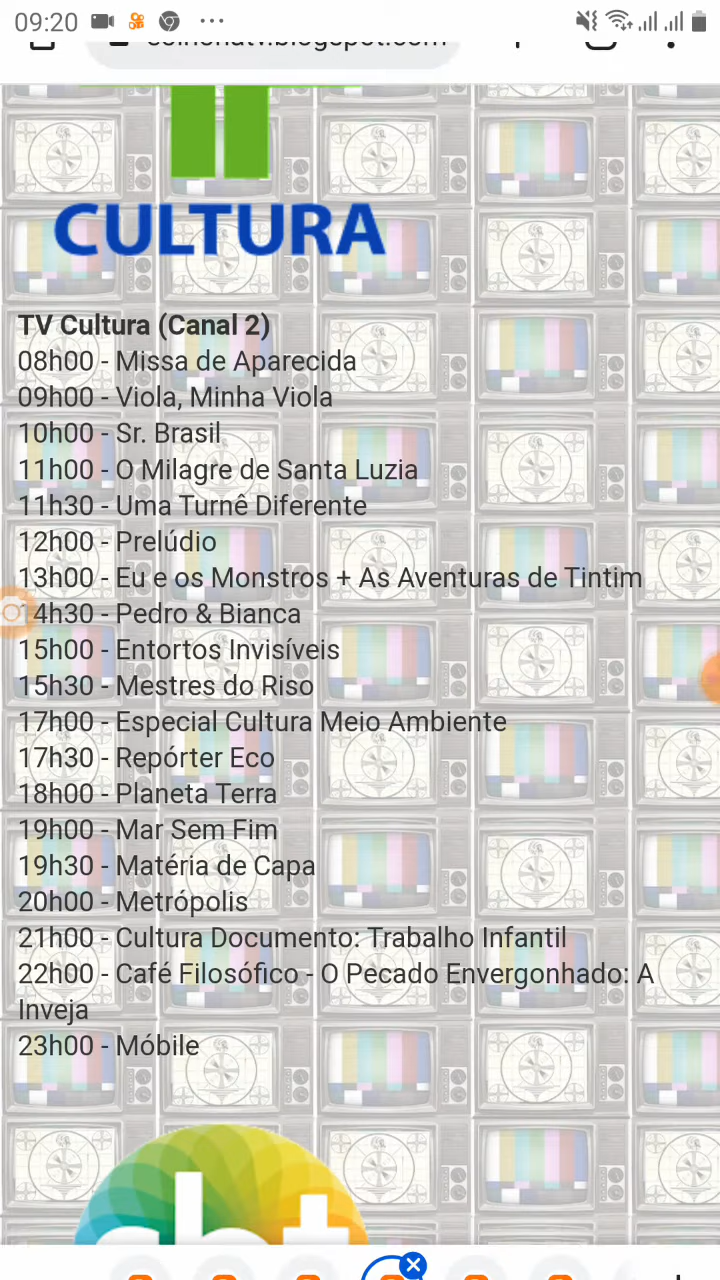 09:20
CULTURA
TV Cultura (Canal 2)
08h00 - Missa de Aparecida
09h00 - Viola, Minha Viola
10h00 - Sr. Brasil
11h00 - O Milagre de Santa Luzia
11h30 - Uma Turnê Diferente
12h00 - Prelúdio
13h00 - Eu e os Monstros + As Aventuras de Tintim
14h30 - Pedro & Bianca
15h00 - Entortos Invisíveis
15h30 - Mestres do Riso
17h00 - Especial Cultura Meio Ambiente
17h30 - Repórter Eco
18h00 - Planeta Terra
19h00 - Mar Sem Fim
19h30 - Matéria de Capa
20h00 - Metrópolis
21h00 - Cultura Documento: Trabalho Infantil
22h00 - Café Filosófico - O Pecado Envergonhado: A
Inveja
23h00 - Móbile